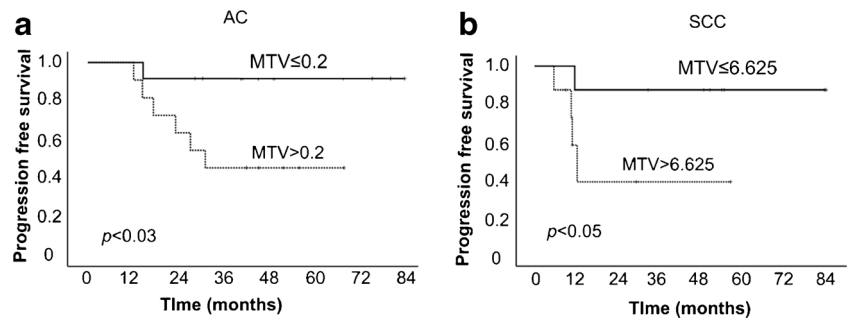 a
AC
Progression free survival
1.0
0.8
0.6
0.4
0.2
0
MTV≤0.2
MTV>0.2
p<0.03
0 12 24 36 48 60 72 84
TIme (months)
b
SCC
Progression free survival
1.0
0.8
0.6
0.4
0.2
0
MTV≤6.625
MTV>6.625
p<0.05
0 12 24 36 48 60 72 84
TIme (months)